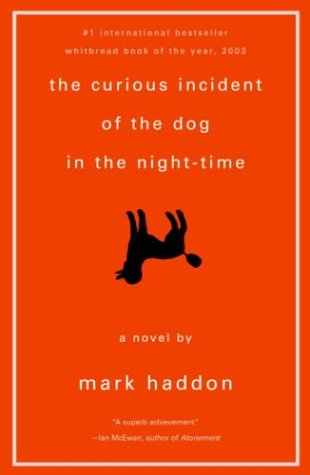 #1 international bestseller
whitbread book of the year, 2003
the curious incident
of the dog
in the night-time
a novel by
mark haddon
"A superb achievement."
—Ian McEwan, author of Atonement